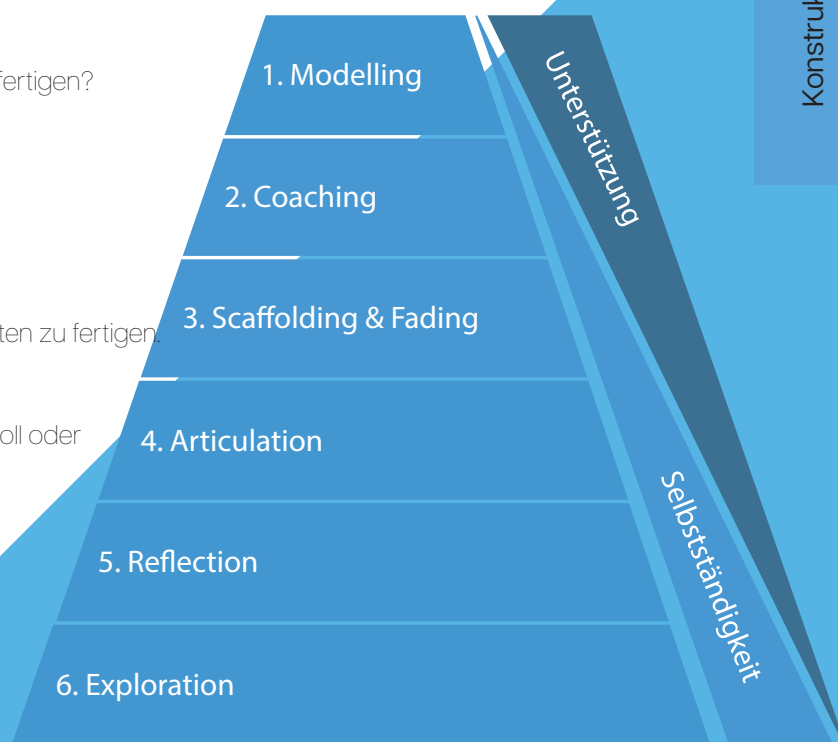 fertigen?
ten zu fertigen.
oll oder
1. Modelling
2. Coaching
3. Scaffolding & Fading
4. Articulation
5. Reflection
6. Exploration
Unterstützung
Selbstständigkeit
Konstruk